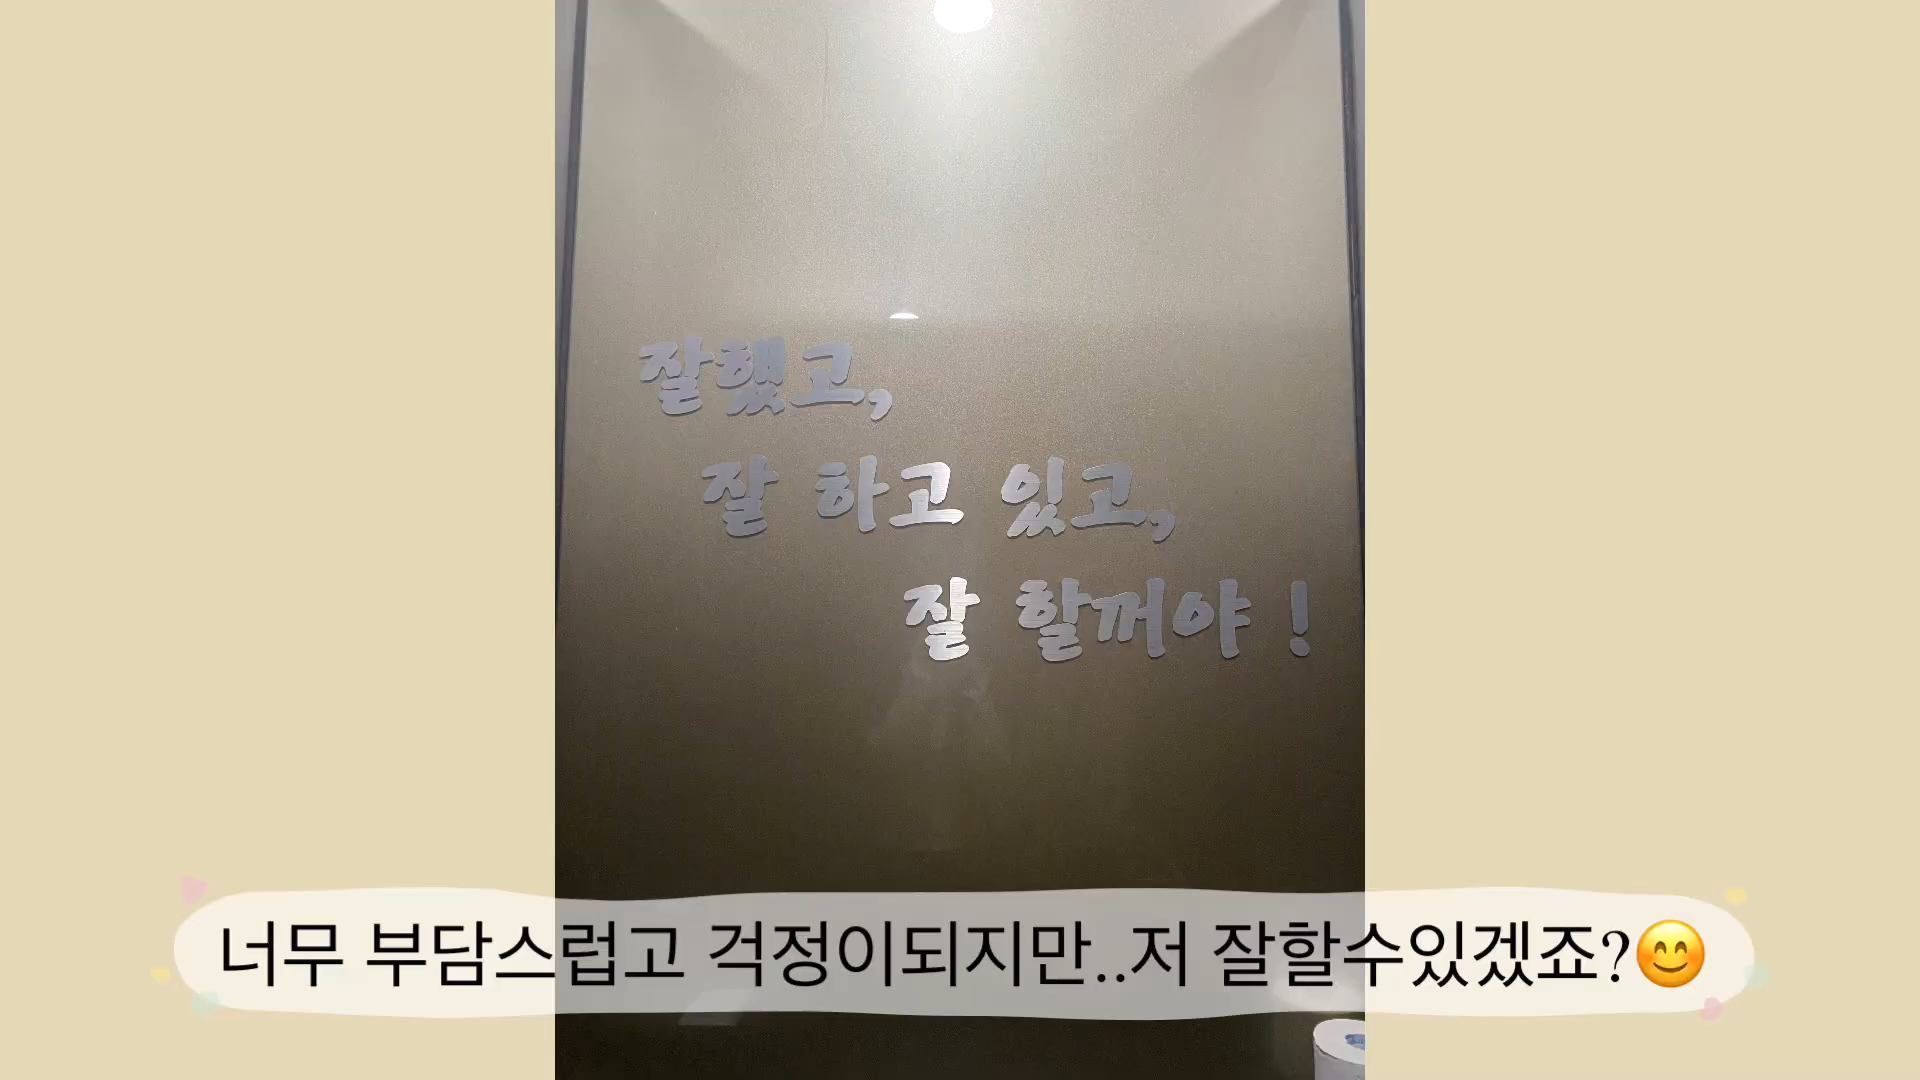 잘했고,
잘 하고 있고,
잘 할꺼야 !
너무 부담스럽고 걱정이되지만..저 잘할수있겠죠?😊